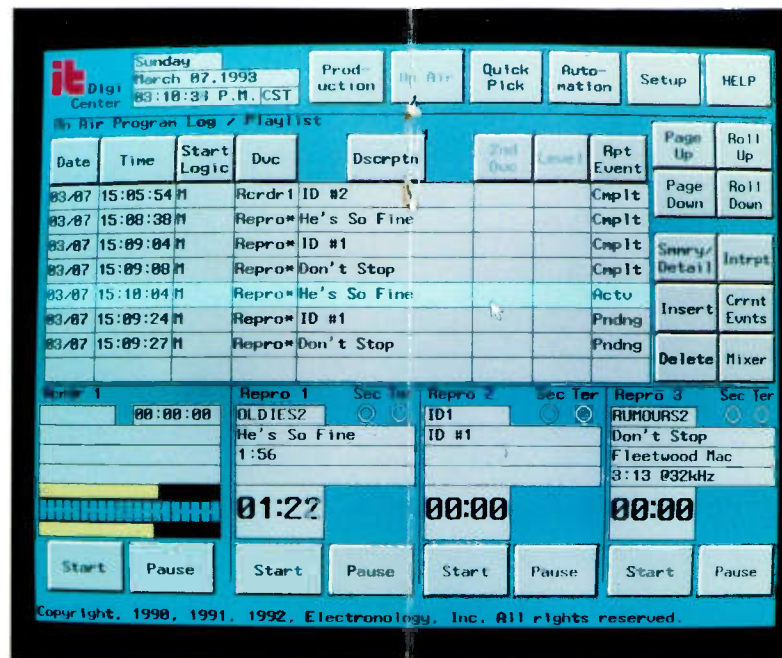 it Digi Center
Sunday
March 07,1993
03:10:34 P.M. CST
Production
On Air
Quick Pick
Automation
Setup
HELP
On Air Program Log / Playlist
Date Time Start Logic Dvc Dscrptn 2nd Dvc Level Rpt Event
03/07 15:05:54 M Rcrdr1 ID #2 Cmplt
03/07 15:08:38 M Repro* He's So Fine Cmplt
03/07 15:09:04 M Repro* ID #1 Cmplt
03/07 15:09:08 M Repro* Don't Stop Cmplt
03/07 15:10:04 M Repro* He's So Fine Actv
03/07 15:09:24 M Repro* ID #1 Pndng
03/07 15:09:27 M Repro* Don't Stop Pndng
Page Up
Roll Up
Page Down
Roll Down
Smmry/Detail
Intrpt
Insert
Crrnt Evnts
Delete
Mixer
Rcrdr 1
00:00:00
Start Pause
Repro 1 Sec Ter
OLDIES2
He's So Fine
1:56
01:22
Start Pause
Repro 2 Sec Ter
ID1
ID #1
00:00
Start Pause
Repro 3 Sec Ter
RUMOURS2
Don't Stop
Fleetwood Mac
3:13 @32kHz
00:00
Start Pause
Copyright, 1990, 1991, 1992, Electronology, Inc. All rights reserved.